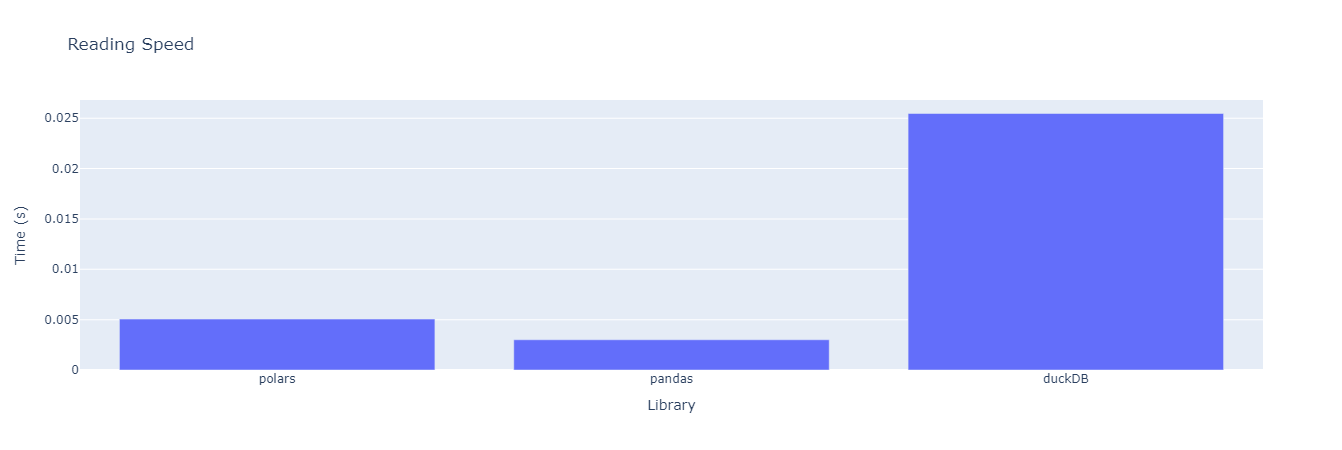 Reading Speed
0.025
0.02
0.015
0.01
0.005
0
Time (s)
polars
pandas
duckDB
Library